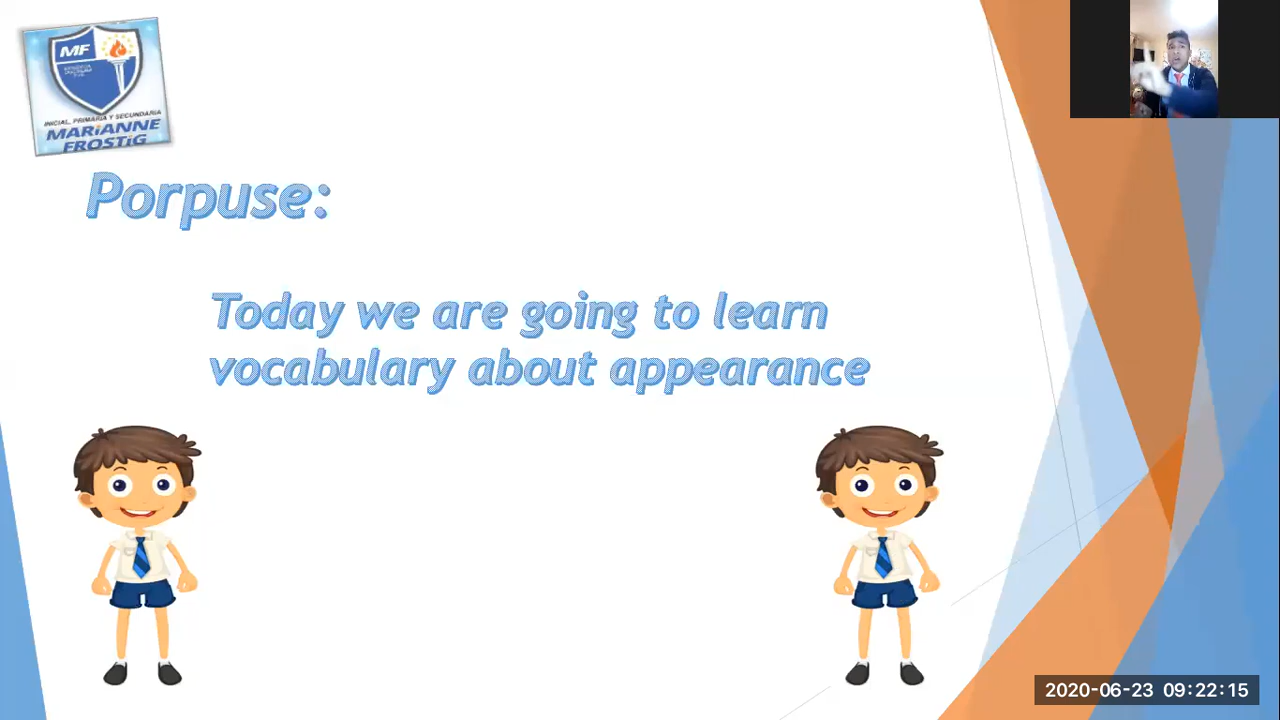 MF
INICIAL, PRIMARIA Y SECUNDARIA
MARiANNE
FROSTiG
Porpuse:
Today we are going to learn
vocabulary about appearance
2020-06-23 09:22:15